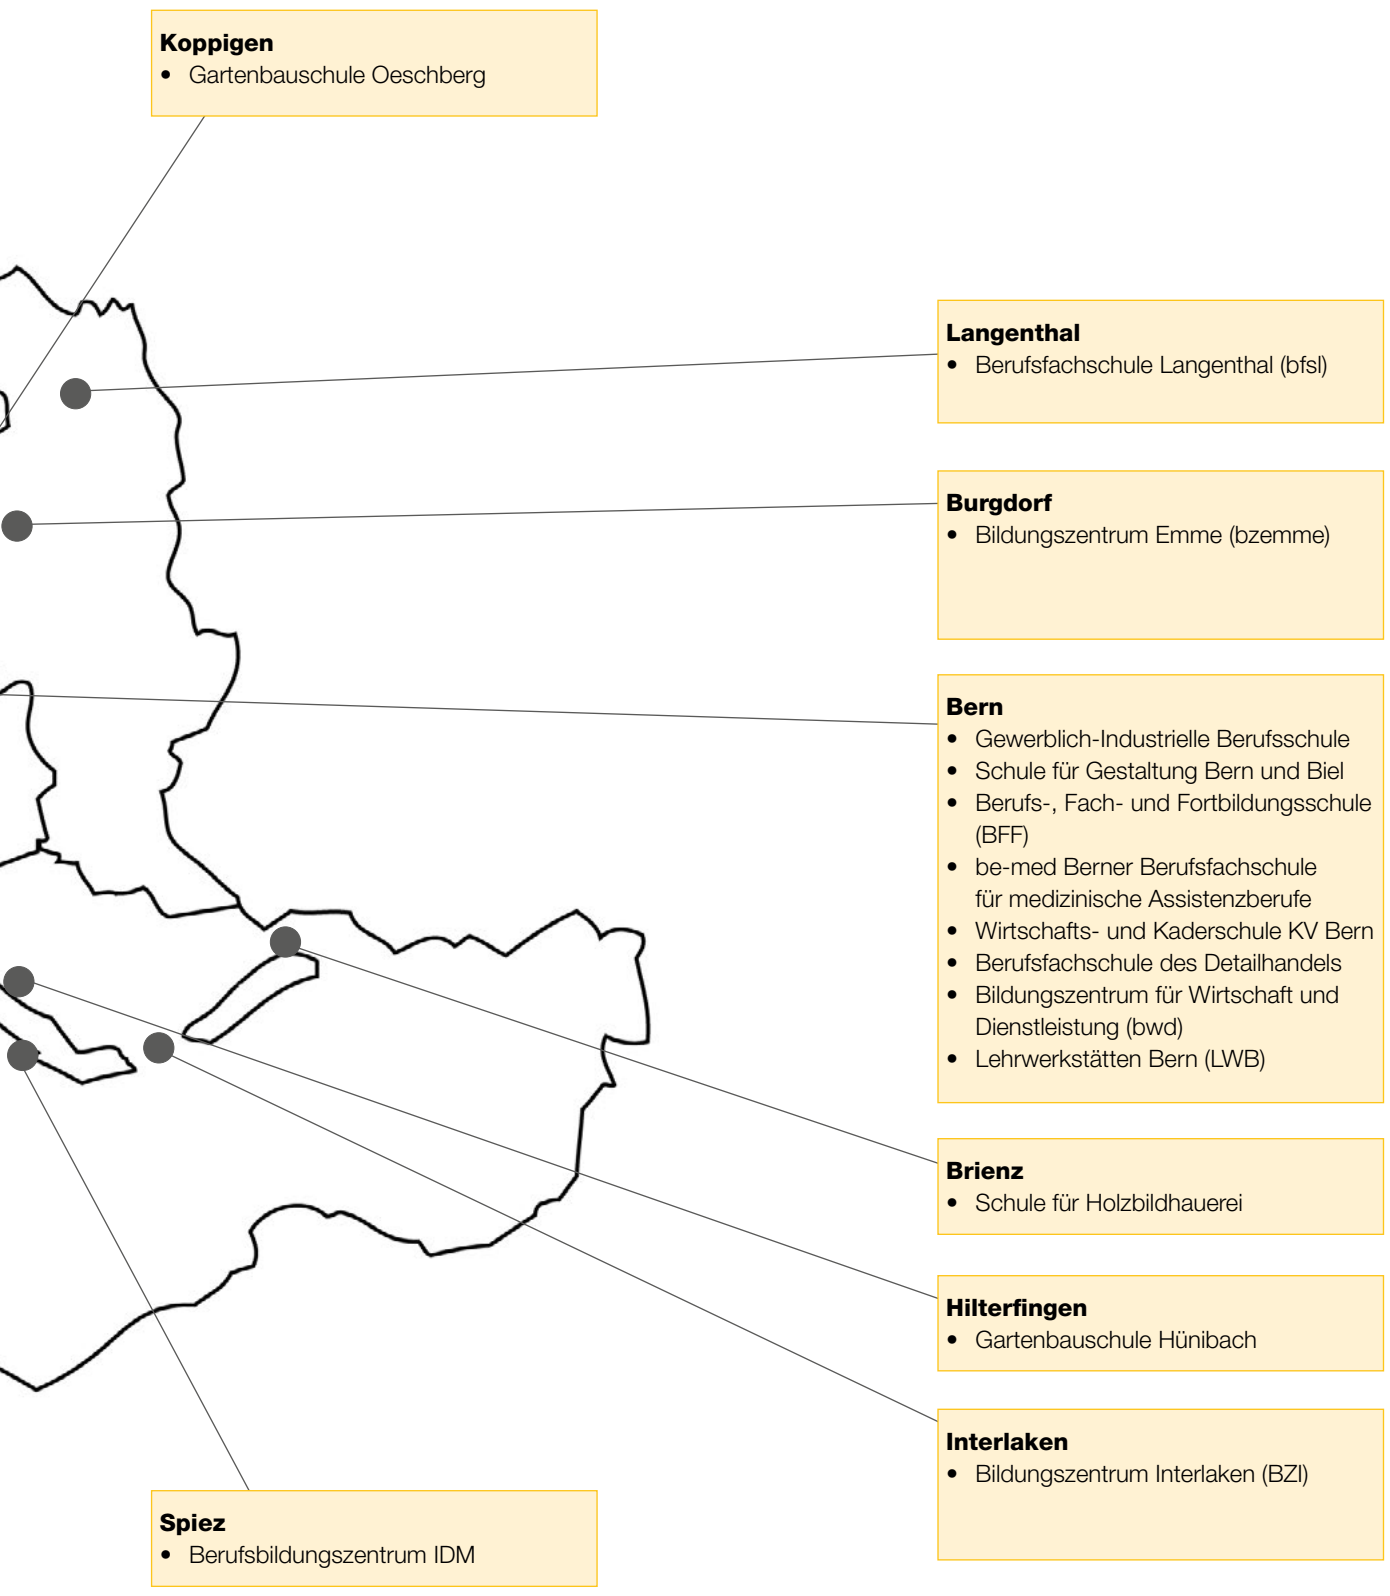 Koppigen
• Gartenbauschule Oeschberg
Langenthal
• Berufsfachschule Langenthal (bfsl)
Burgdorf
• Bildungszentrum Emme (bzemme)
Bern
• Gewerblich-Industrielle Berufsschule
• Schule für Gestaltung Bern und Biel
• Berufs-, Fach- und Fortbildungsschule
(BFF)
• be-med Berner Berufsfachschule
für medizinische Assistenzberufe
• Wirtschafts- und Kaderschule KV Bern
• Berufsfachschule des Detailhandels
• Bildungszentrum für Wirtschaft und
Dienstleistung (bwd)
• Lehrwerkstätten Bern (LWB)
Brienz
• Schule für Holzbildhauerei
Hilterfingen
• Gartenbauschule Hünibach
Interlaken
• Bildungszentrum Interlaken (BZI)
Spiez
• Berufsbildungszentrum IDM